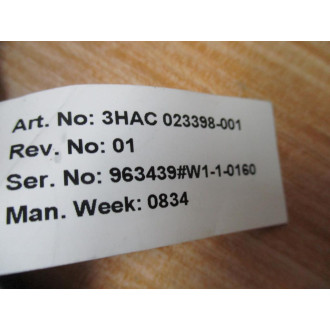 Art. No: 3HAC 023398-001
Rev. No: 01
Ser. No: 963439#W1-1-0160
Man. Week: 0834